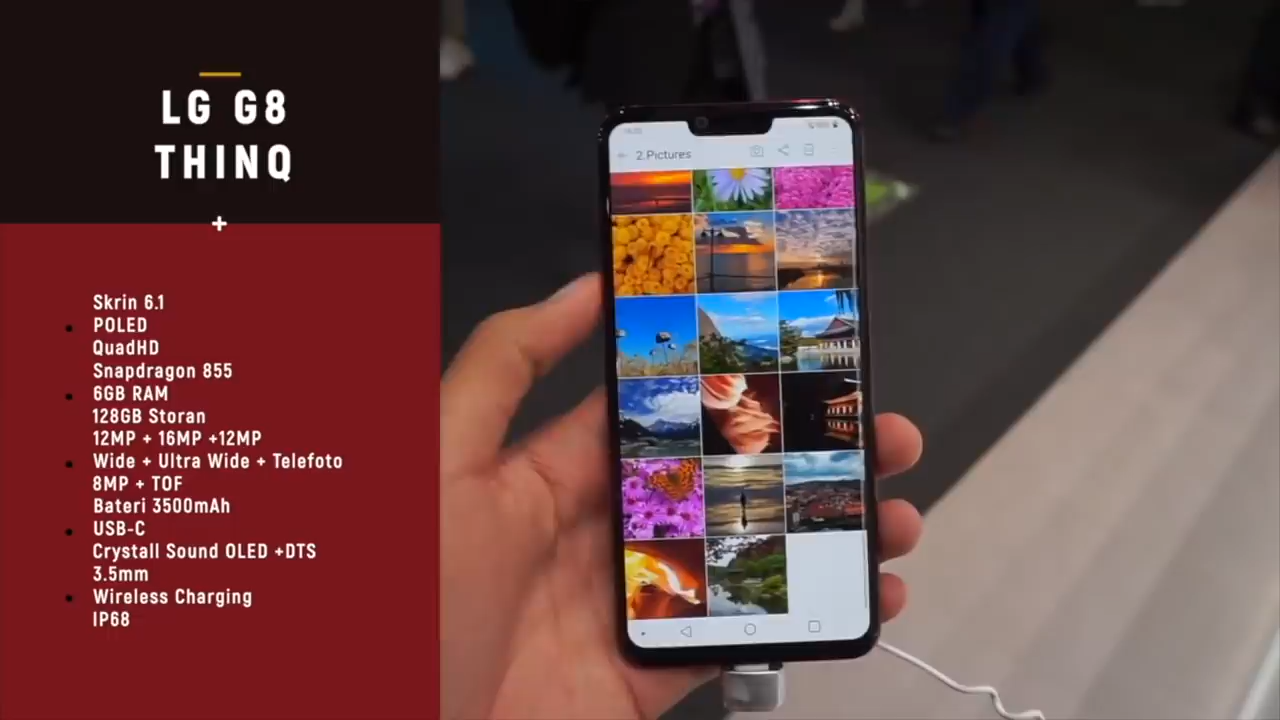 LG G8
THINQ
+
Skrin 6.1
POLED
QuadHD
Snapdragon 855
6GB RAM
128GB Storan
12MP + 16MP +12MP
Wide + Ultra Wide + Telefoto
8MP + TOF
Bateri 3500mAh
USB-C
Crystall Sound OLED +DTS
3.5mm
Wireless Charging
IP68
2.Pictures